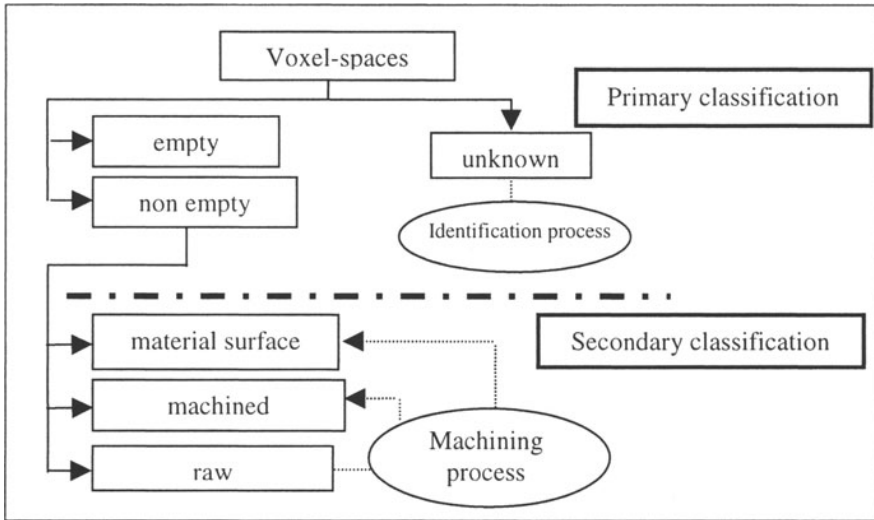 Voxel-spaces
Primary classification
empty
unknown
non empty
Identification process
material surface
Secondary classification
machined
Machining
process
raw